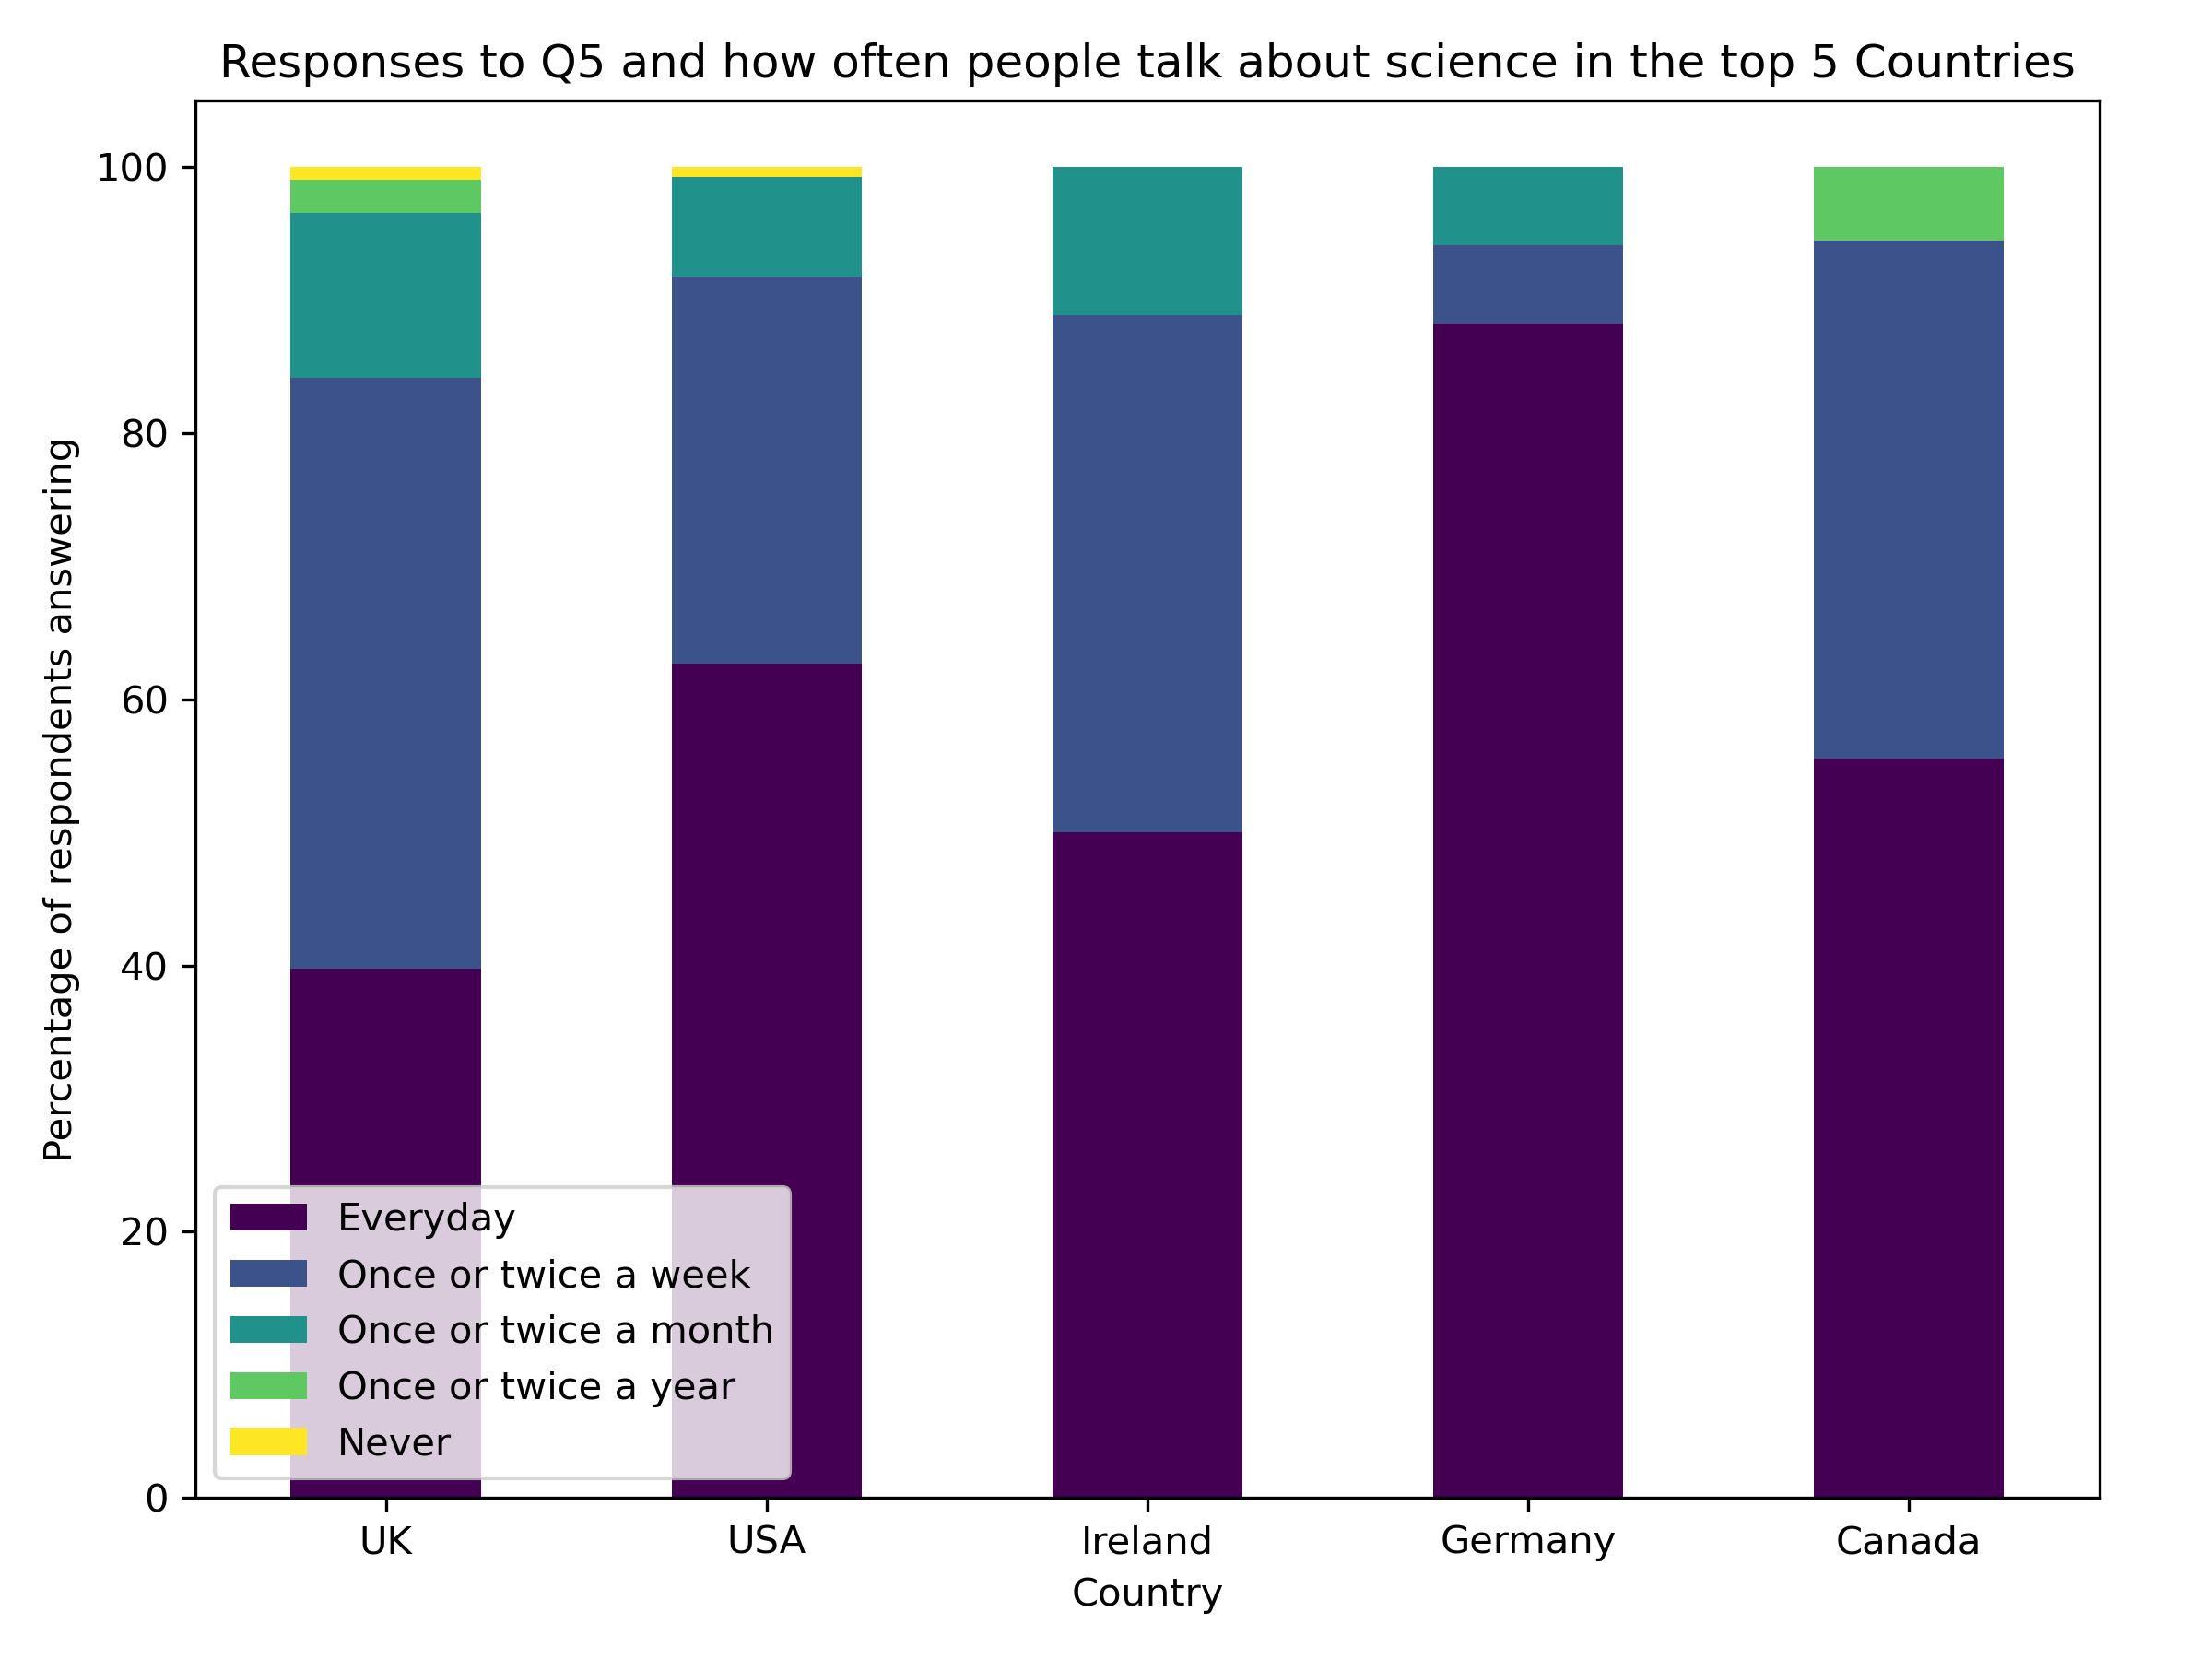 Responses to Q5 and how often people talk about science in the top 5 Countries
Percentage of respondents answering
100
80
60
40
20
0
Everyday
Once or twice a week
Once or twice a month
Once or twice a year
Never
UK USA Ireland Germany Canada
Country